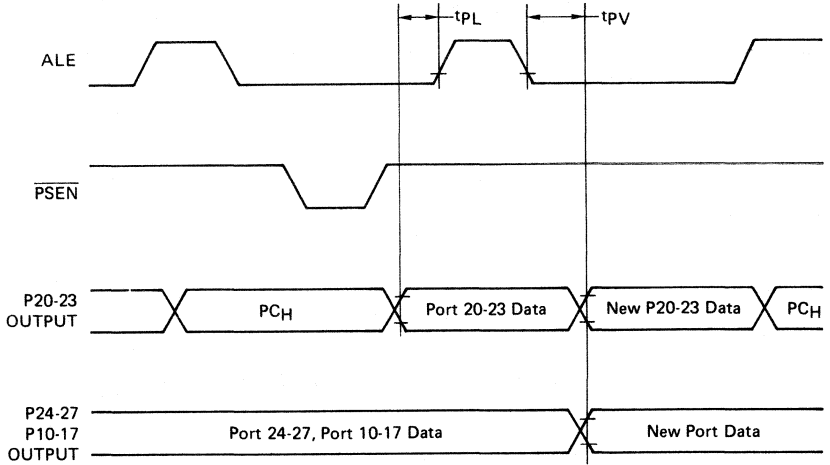 tPL
tPV
ALE
PSEN
P20-23
OUTPUT
PCH
Port 20-23 Data
New P20-23 Data
PCH
P24-27
P10-17
OUTPUT
Port 24-27, Port 10-17 Data
New Port Data